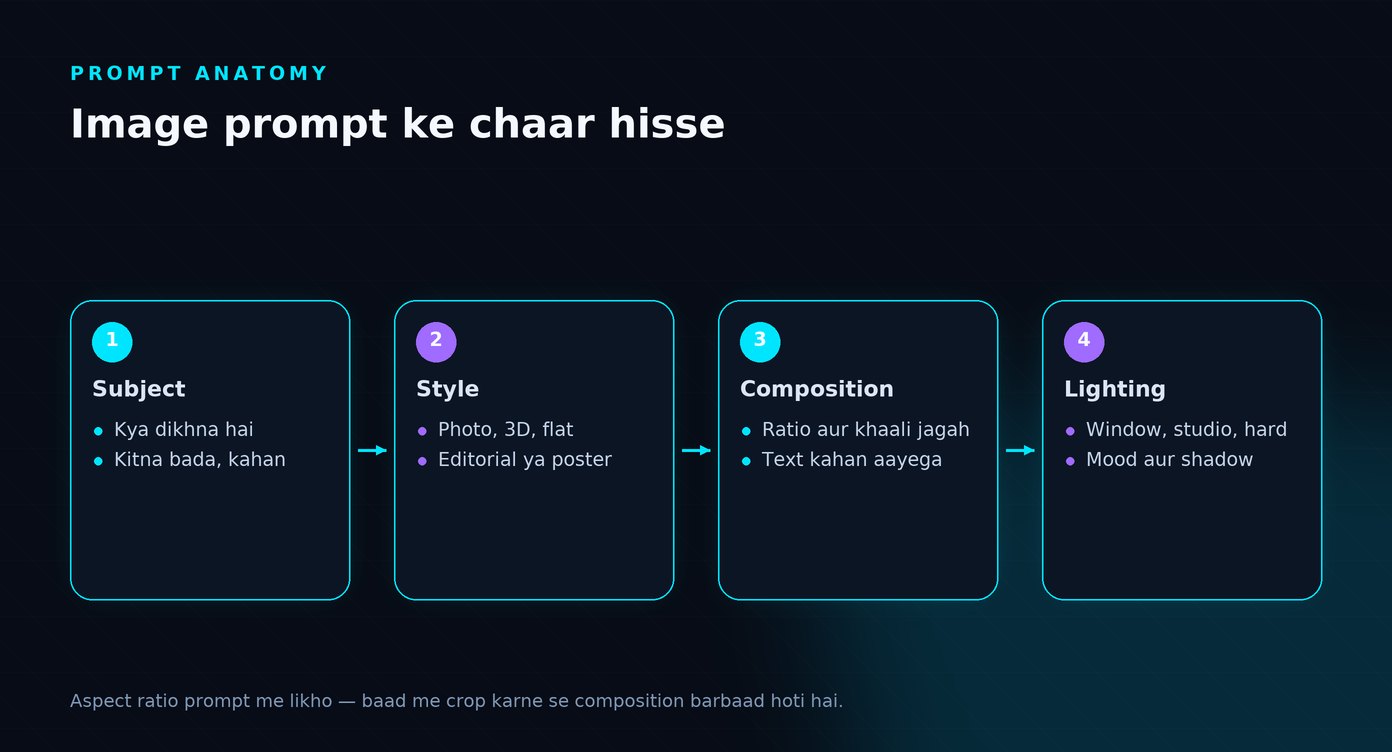 PROMPT ANATOMY
Image prompt ke chaar hisse
1
Subject
Kya dikhna hai
Kitna bada, kahan
2
Style
Photo, 3D, flat
Editorial ya poster
3
Composition
Ratio aur khaali jagah
Text kahan aayega
4
Lighting
Window, studio, hard
Mood aur shadow
Aspect ratio prompt me likho — baad me crop karne se composition barbaad hoti hai.